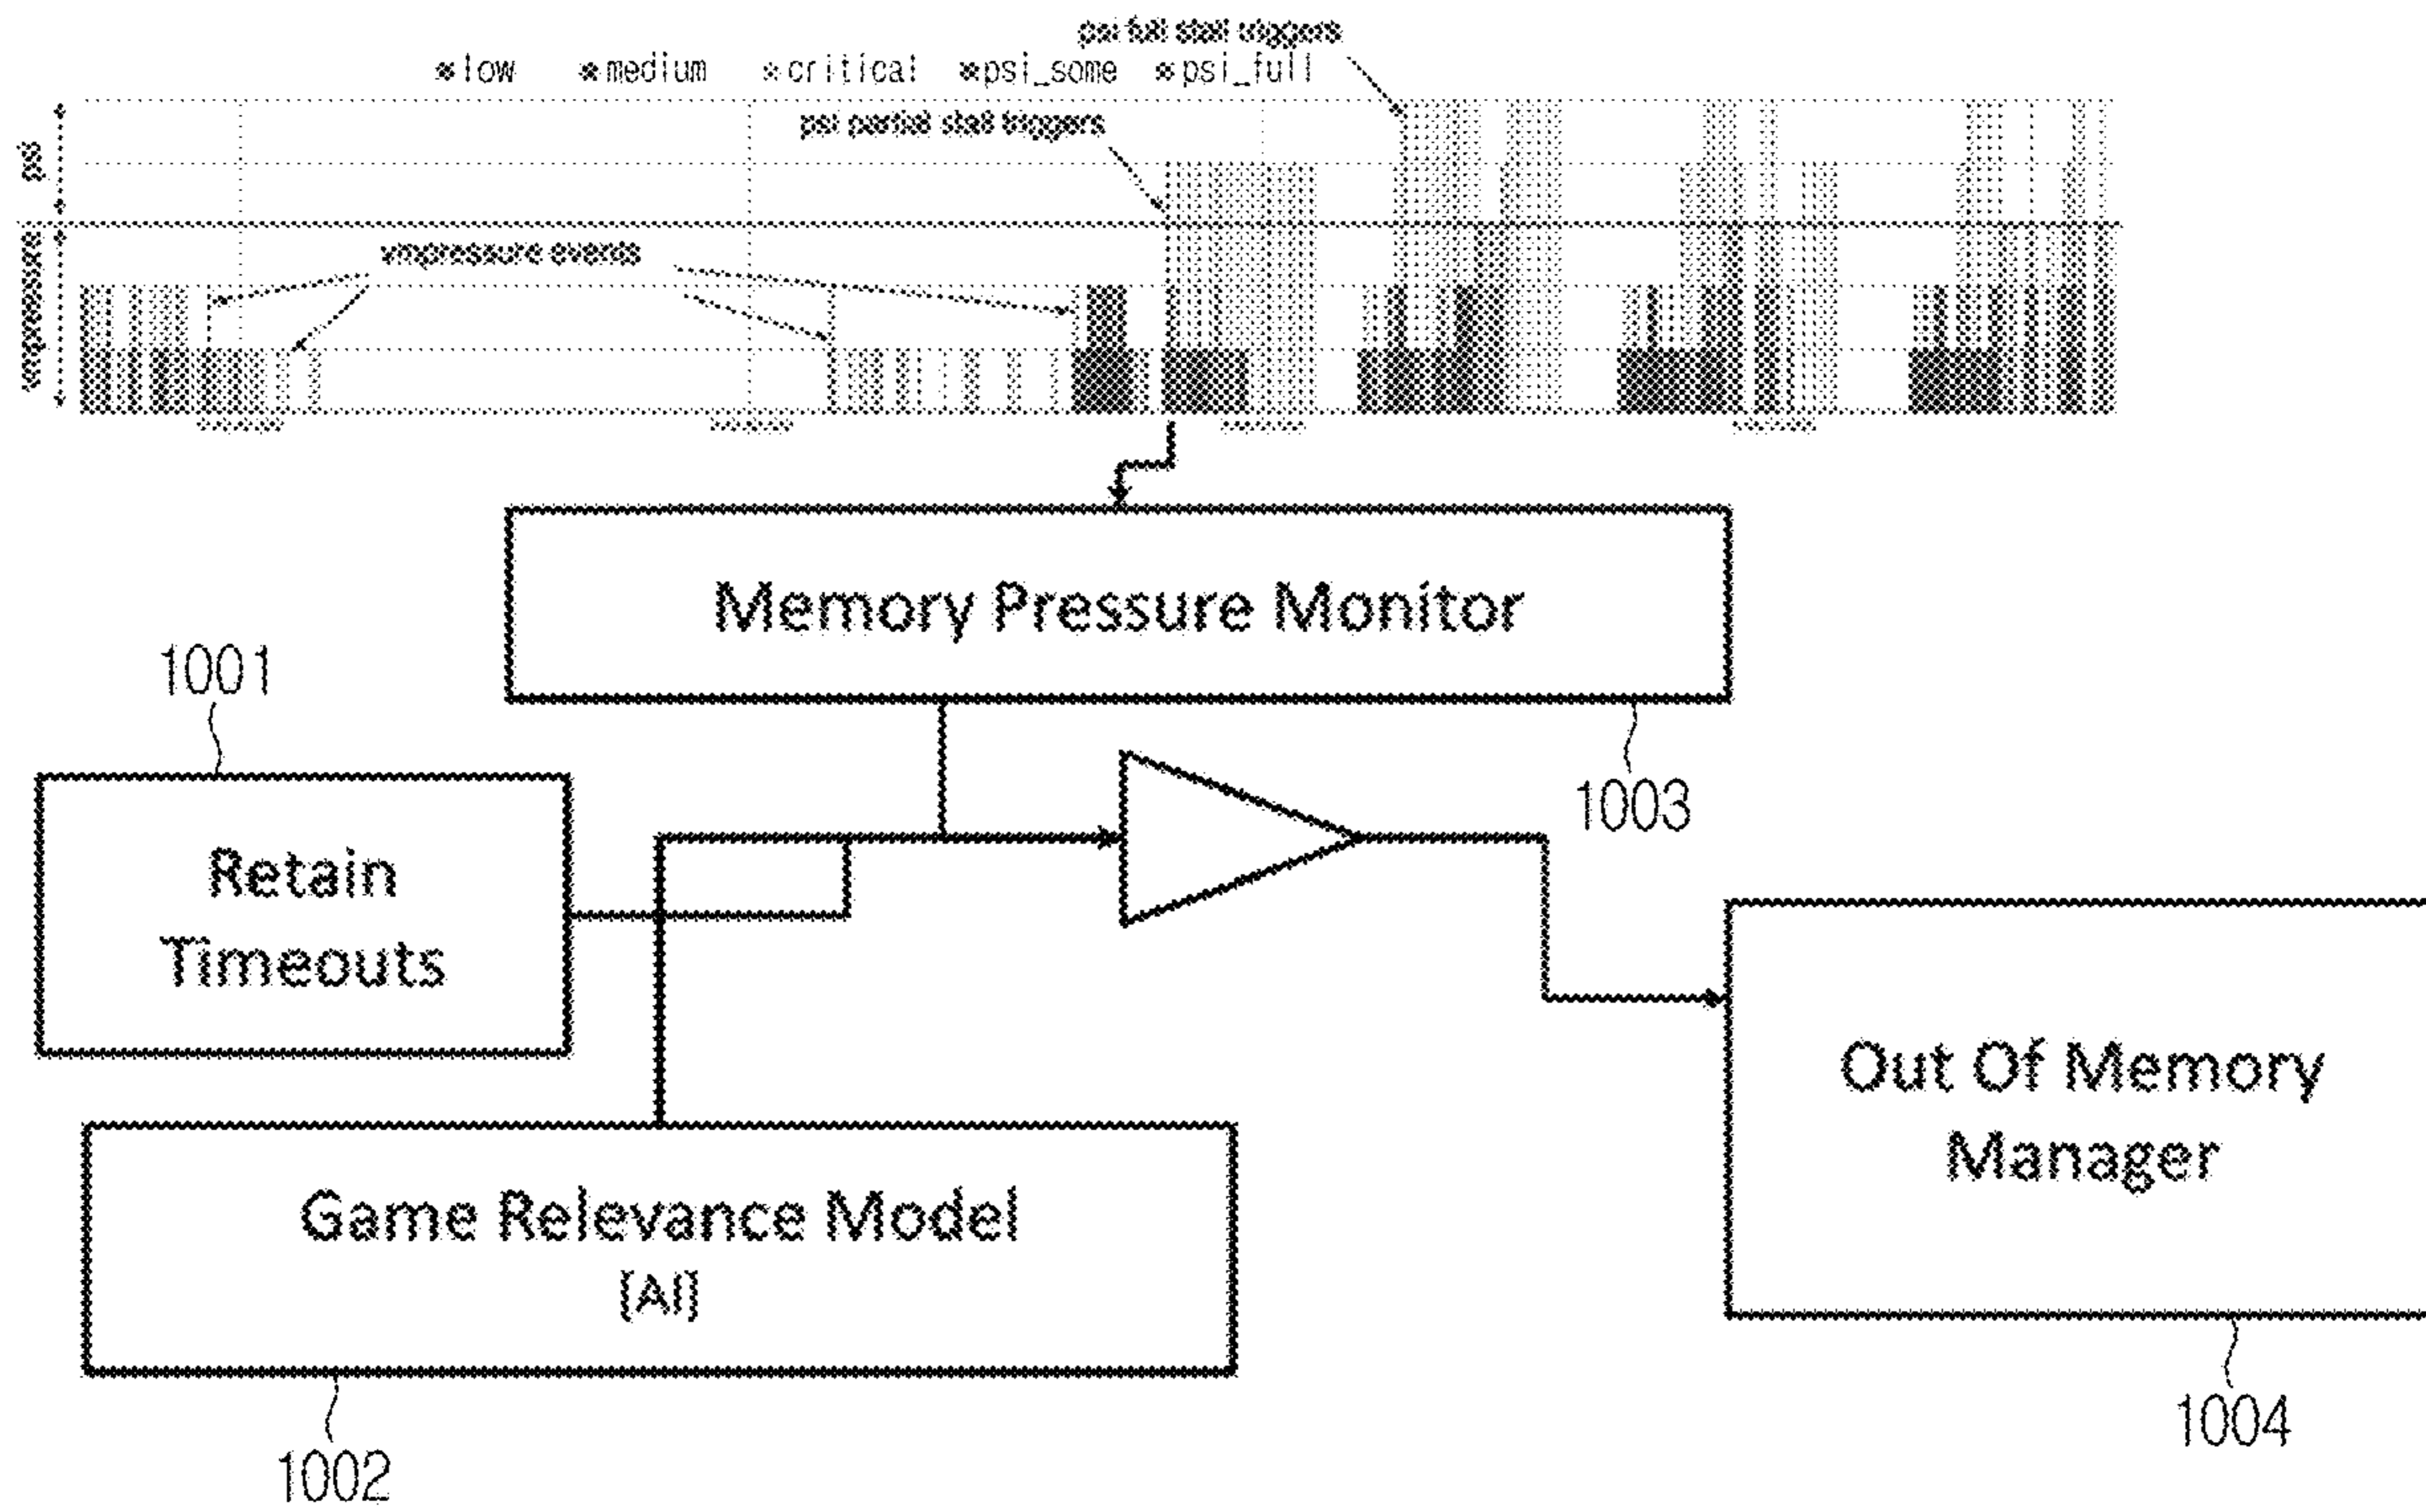 psi full stall triggers
low medium critical psi_some psi_full
psi partial stall triggers
psi
vmpressure
vmpressure events
Memory Pressure Monitor
1001
1003
Retain
Timeouts
Out Of Memory
Manager
Game Relevance Model
[AI]
1004
1002